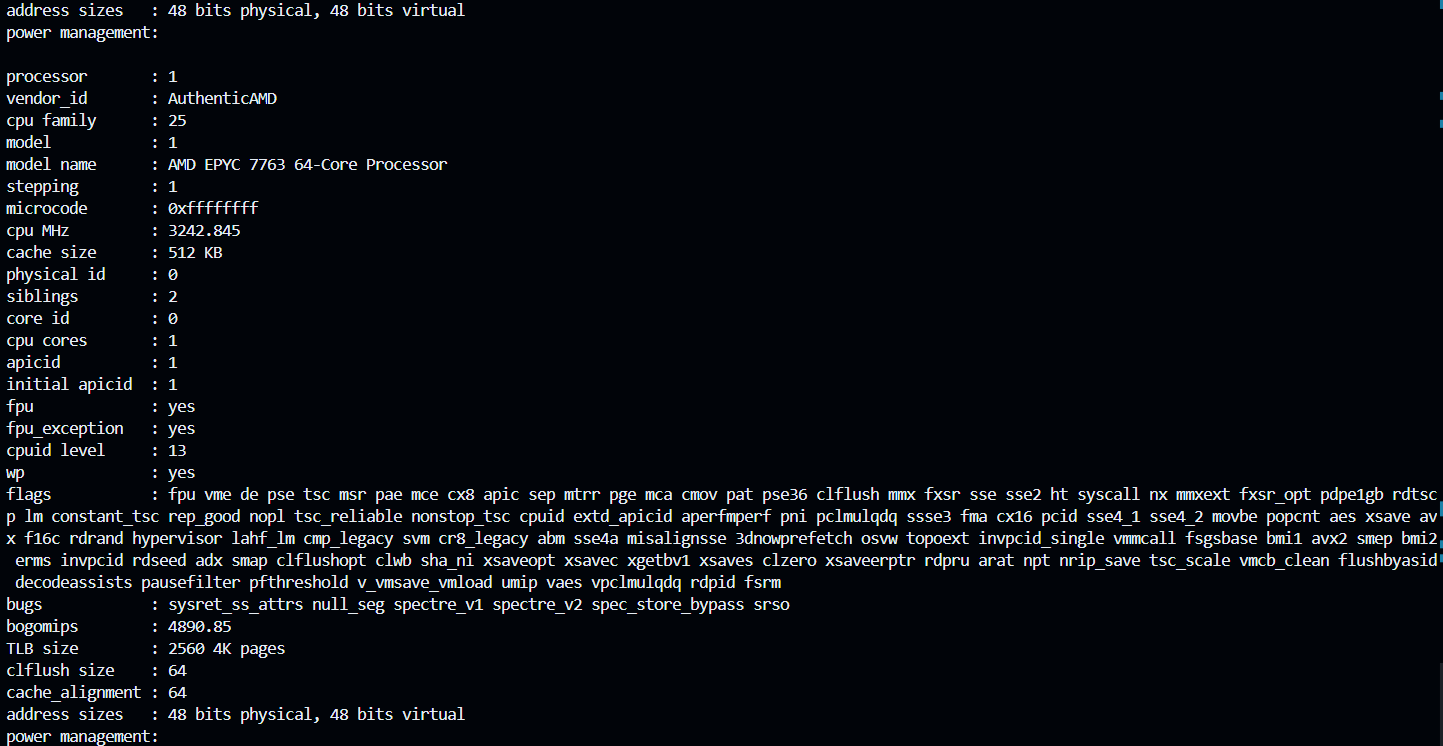 address sizes   : 48 bits physical, 48 bits virtual
power management:

processor       : 1
vendor_id       : AuthenticAMD
cpu family      : 25
model           : 1
model name      : AMD EPYC 7763 64-Core Processor
stepping        : 1
microcode       : 0xffffffff
cpu MHz         : 3242.845
cache size      : 512 KB
physical id     : 0
siblings        : 2
core id         : 0
cpu cores       : 1
apicid          : 1
initial apicid  : 1
fpu             : yes
fpu_exception   : yes
cpuid level     : 13
wp              : yes
flags           : fpu vme de pse tsc msr pae mce cx8 apic sep mtrr pge mca cmov pat pse36 clflush mmx fxsr sse sse2 ht syscall nx mmxext fxsr_opt pdpe1gb rdtsc
p lm constant_tsc rep_good nopl tsc_reliable nonstop_tsc cpuid extd_apicid aperfmperf pni pclmulqdq ssse3 fma cx16 pcid sse4_1 sse4_2 movbe popcnt aes xsave av
x f16c rdrand hypervisor lahf_lm cmp_legacy svm cr8_legacy abm sse4a misalignsse 3dnowprefetch osvw topoext invpcid_single vmmcall fsgsbase bmi1 avx2 smep bmi2
 erms invpcid rdseed adx smap clflushopt clwb sha_ni xsaveopt xsavec xgetbv1 xsaves clzero xsaveerptr rdpru arat npt nrip_save tsc_scale vmcb_clean flushbyasid
 decodeassists pausefilter pfthreshold v_vmsave_vmload umip vaes vpclmulqdq rdpid fsrm
bugs            : sysret_ss_attrs null_seg spectre_v1 spectre_v2 spec_store_bypass srso
bogomips        : 4890.85
TLB size        : 2560 4K pages
clflush size    : 64
cache_alignment : 64
address sizes   : 48 bits physical, 48 bits virtual
power management: